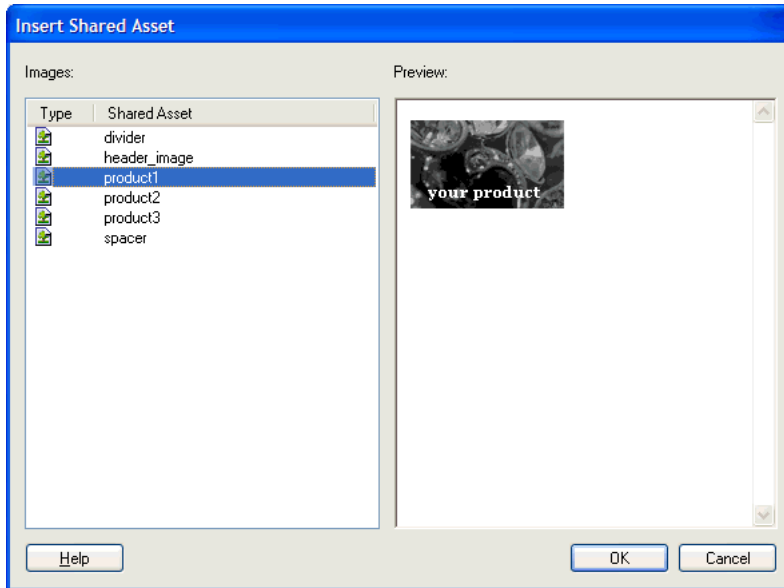 Insert Shared Asset
Images:
Preview:
Type Shared Asset
divider
header_image
product1
product2
product3
spacer
your product
Help
OK
Cancel